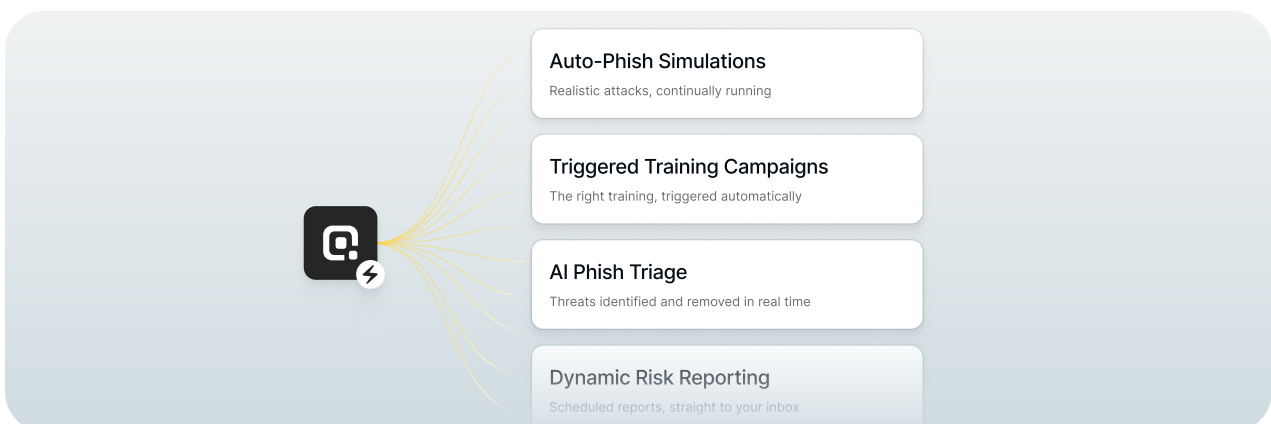 Auto-Phish Simulations
Realistic attacks, continually running
Triggered Training Campaigns
The right training, triggered automatically
AI Phish Triage
Threats identified and removed in real time
Dynamic Risk Reporting
Scheduled reports, straight to your inbox